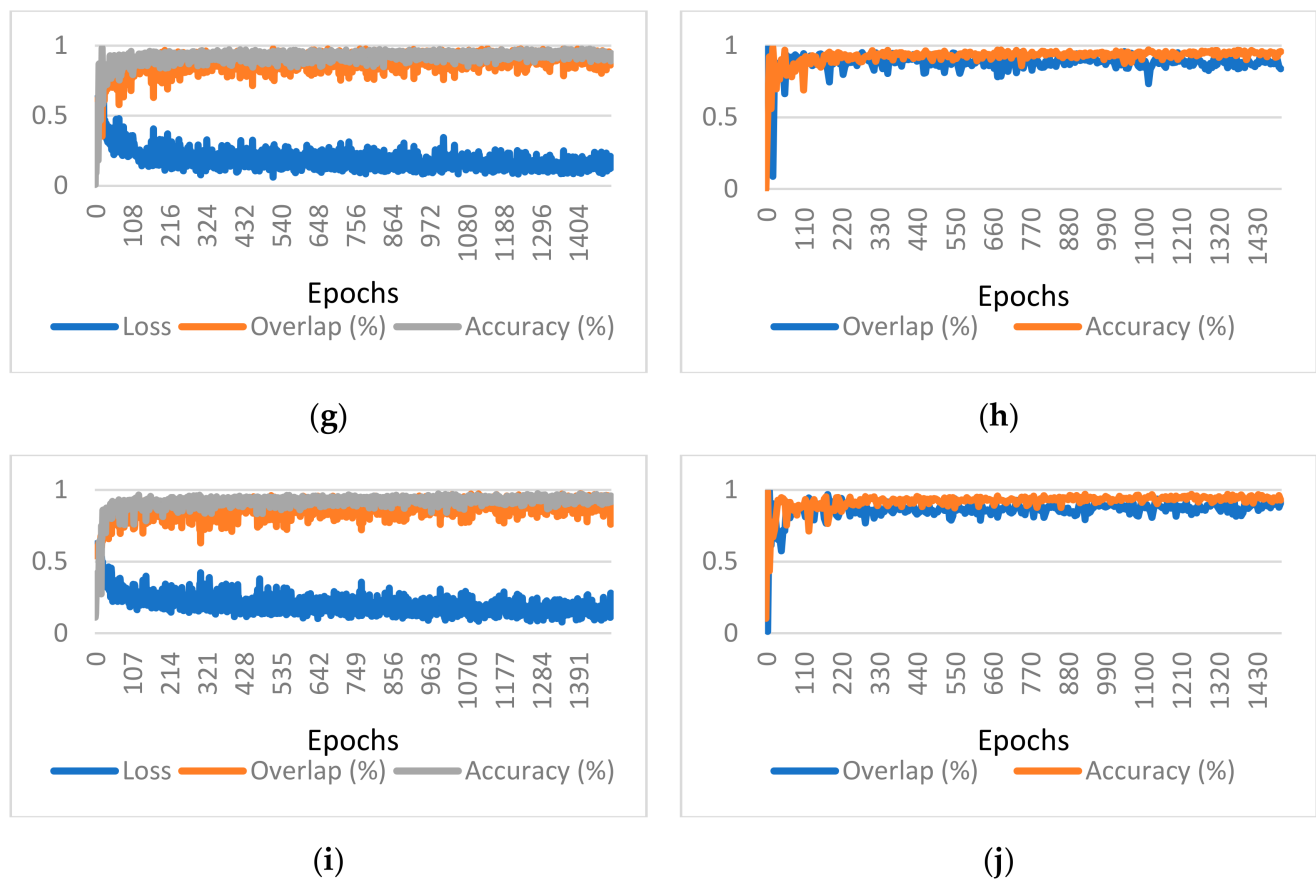 1
0.5
0
0 108 216 324 432 540 648 756 864 972 1080 1188 1296 1404
Epochs
Loss Overlap (%) Accuracy (%)
(g)
1
0.5
0
0 110 220 330 440 550 660 770 880 990 1100 1210 1320 1430
Epochs
Overlap (%) Accuracy (%)
(h)
1
0.5
0
0 107 214 321 428 535 642 749 856 963 1070 1177 1284 1391
Epochs
Loss Overlap (%) Accuracy (%)
(i)
1
0.5
0
0 110 220 330 440 550 660 770 880 990 1100 1210 1320 1430
Epochs
Overlap (%) Accuracy (%)
(j)